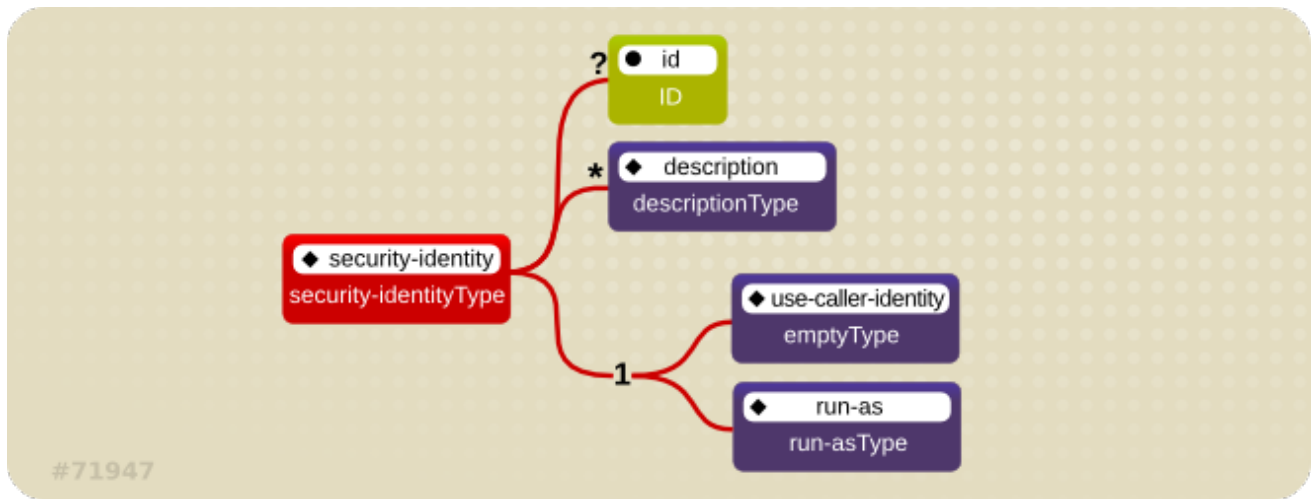 ?
id
ID
*
description
descriptionType
security-identity
security-identityType
use-caller-identity
emptyType
1
run-as
run-asType
#71947